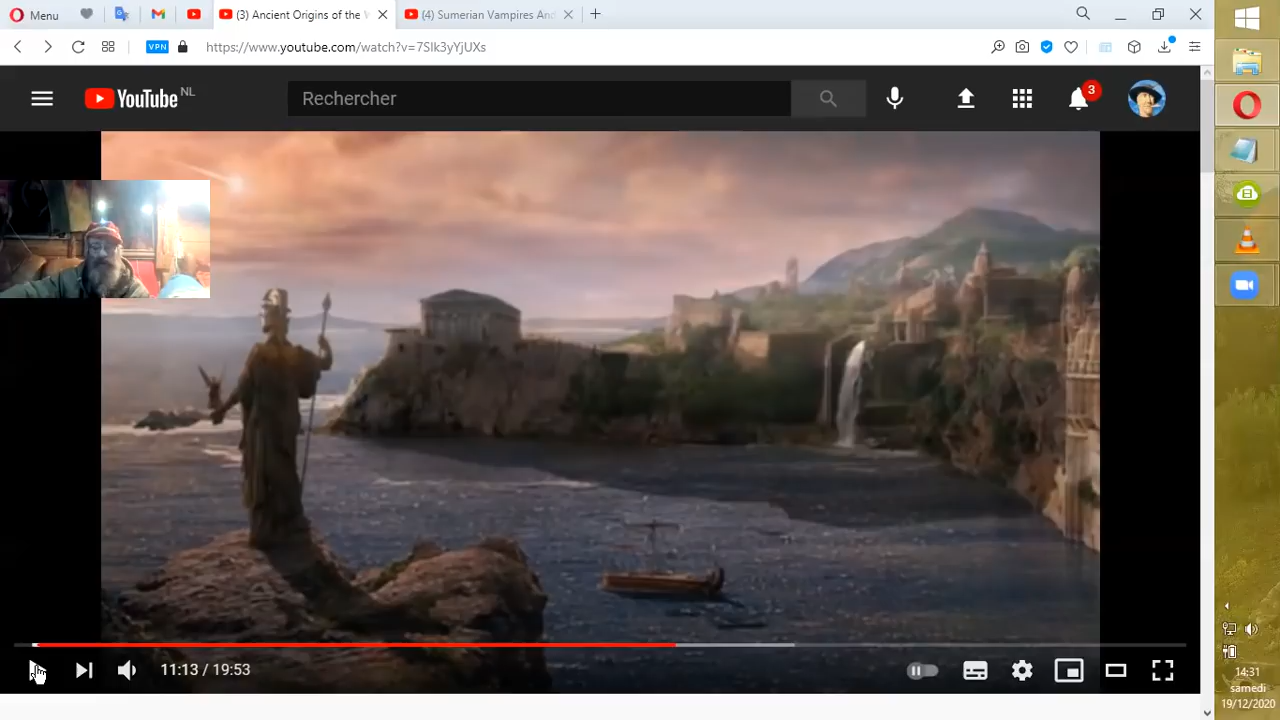 Menu
(3) Ancient Origins of the
(4) Sumerian Vampires And
VPN
https://www.youtube.com/watch?v=7SIk3yYjUXs
YouTube NL
Rechercher
3
11:13 / 19:53
14:31
samedi
19/12/2020